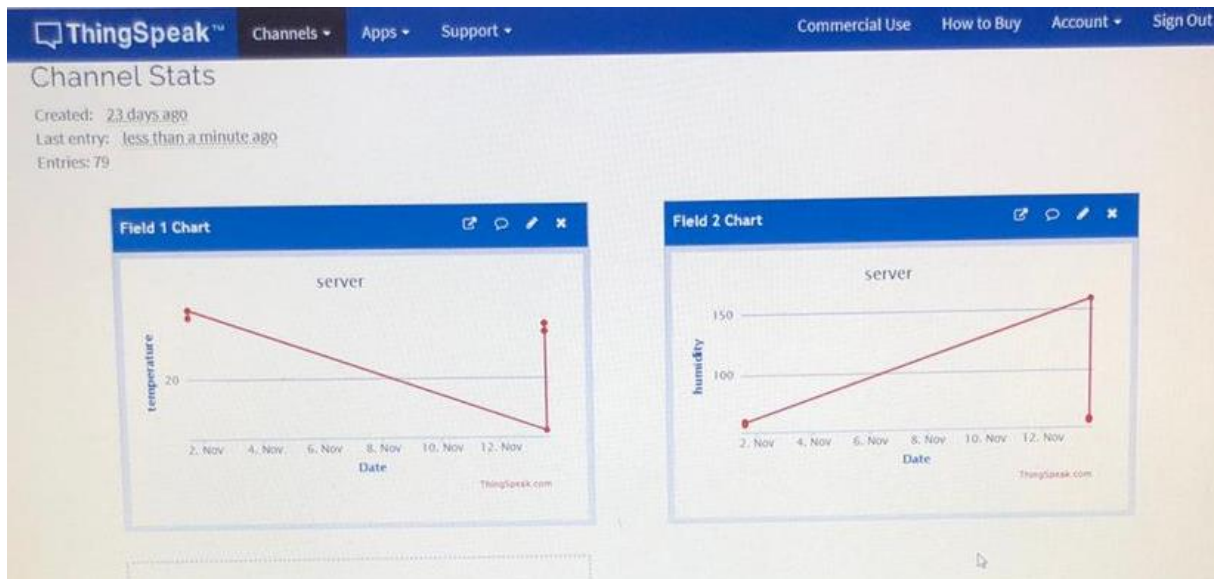 ThingSpeak™ Channels Apps Support Commercial Use How to Buy Account Sign Out
Channel Stats
Created: 23 days ago
Last entry: less than a minute ago
Entries: 79
Field 1 Chart
server
temperature
20
2. Nov 4. Nov 6. Nov 8. Nov 10. Nov 12. Nov
Date
ThingSpeak.com
Field 2 Chart
server
humidity
150
100
2. Nov 4. Nov 6. Nov 8. Nov 10. Nov 12. Nov
Date
ThingSpeak.com